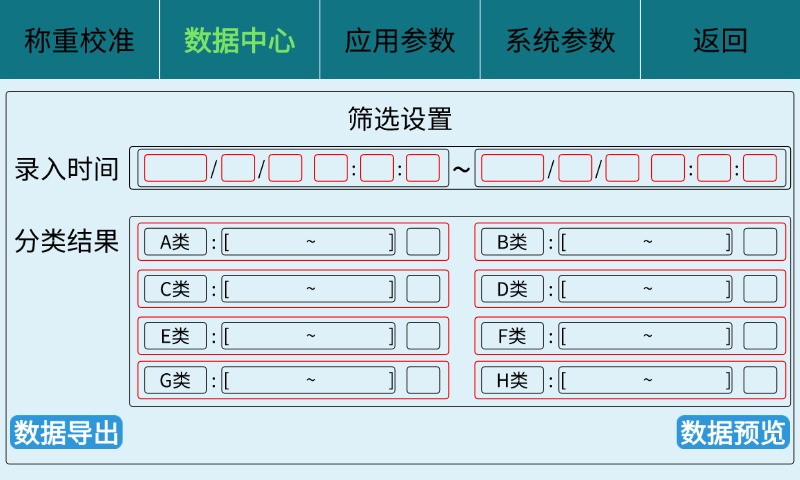 称重校准 数据中心 应用参数 系统参数 返回
筛选设置
录入时间 / / : : ~ / / : :
分类结果 A类 : [ ~ ] B类 : [ ~ ]
C类 : [ ~ ] D类 : [ ~ ]
E类 : [ ~ ] F类 : [ ~ ]
G类 : [ ~ ] H类 : [ ~ ]
数据导出 数据预览